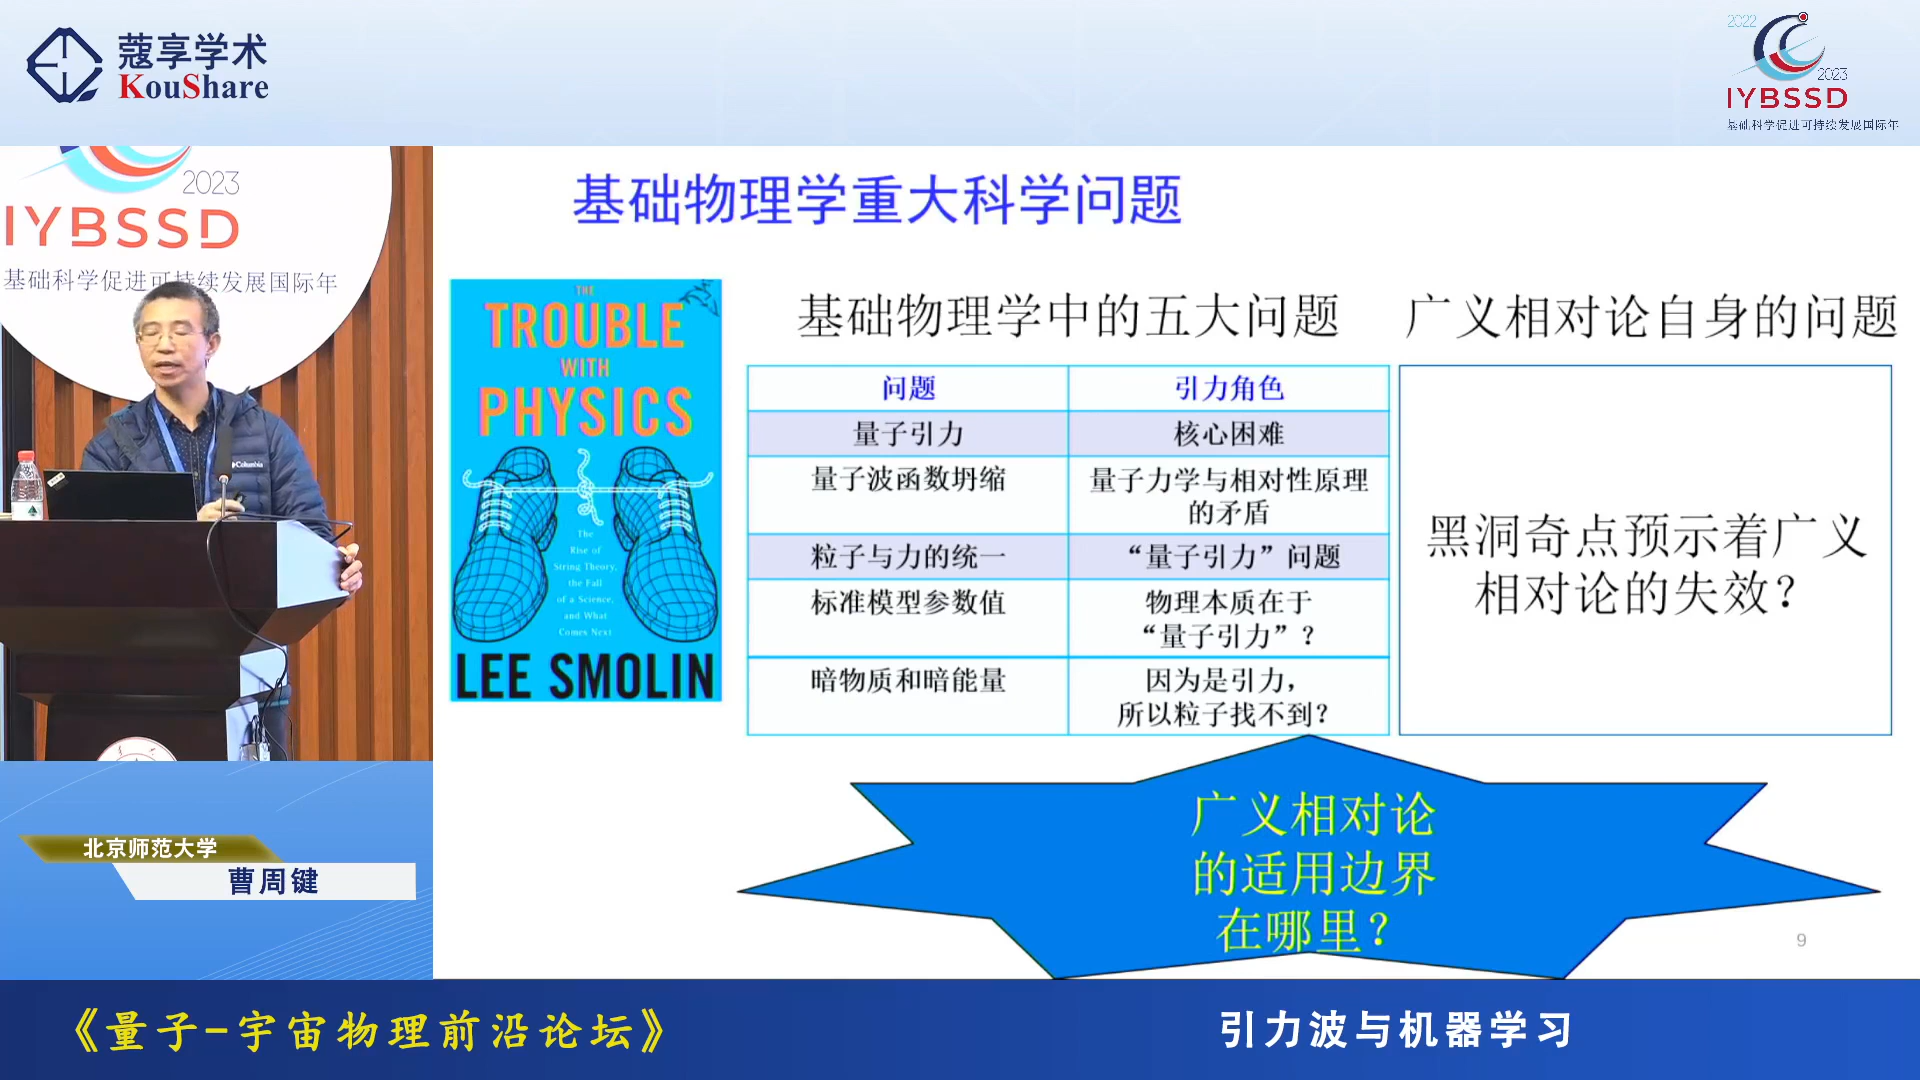 蔻享学术
KouShare
2022
2023
IYBSSD
基础科学促进可持续发展国际年
2023
IYBSSD
基础科学促进可持续发展国际年
Columbia
基础物理学重大科学问题
THE
TROUBLE
WITH
PHYSICS
The
Rise of
String Theory,
the Fall
of a Science,
and What
Comes Next
LEE SMOLIN
基础物理学中的五大问题
问题 引力角色
量子引力 核心困难
量子波函数坍缩 量子力学与相对性原理
的矛盾
粒子与力的统一 “量子引力”问题
标准模型参数值 物理本质在于
“量子引力”？
暗物质和暗能量 因为是引力，
所以粒子找不到？
广义相对论自身的问题
黑洞奇点预示着广义
相对论的失效？
广义相对论
的适用边界
在哪里？
9
北京师范大学
曹周键
《量子-宇宙物理前沿论坛》
引力波与机器学习